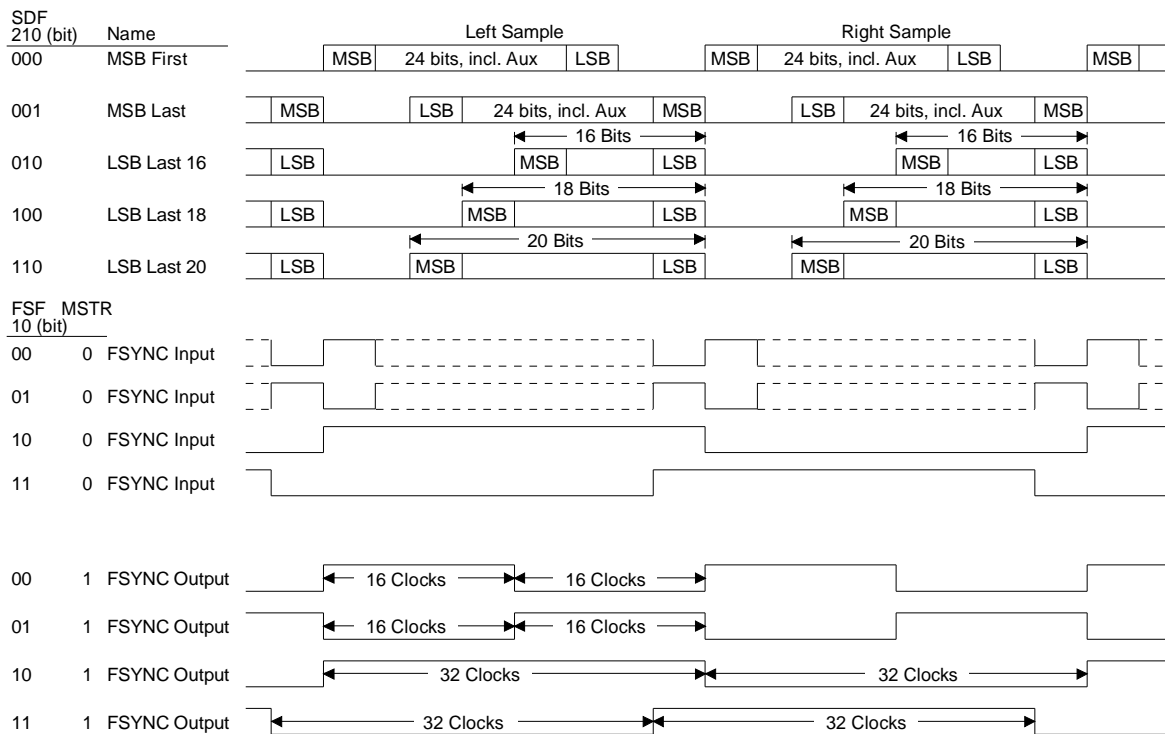 SDF
210 (bit) Name Left Sample Right Sample
000 MSB First MSB 24 bits, incl. Aux LSB MSB 24 bits, incl. Aux LSB MSB
001 MSB Last MSB LSB 24 bits, incl. Aux MSB LSB 24 bits, incl. Aux MSB
16 Bits 16 Bits
010 LSB Last 16 LSB MSB LSB MSB LSB
18 Bits 18 Bits
100 LSB Last 18 LSB MSB LSB MSB LSB
20 Bits 20 Bits
110 LSB Last 20 LSB MSB LSB MSB LSB
FSF MSTR
10 (bit)
00 0 FSYNC Input
01 0 FSYNC Input
10 0 FSYNC Input
11 0 FSYNC Input
00 1 FSYNC Output 16 Clocks 16 Clocks
01 1 FSYNC Output 16 Clocks 16 Clocks
10 1 FSYNC Output 32 Clocks 32 Clocks
11 1 FSYNC Output 32 Clocks 32 Clocks